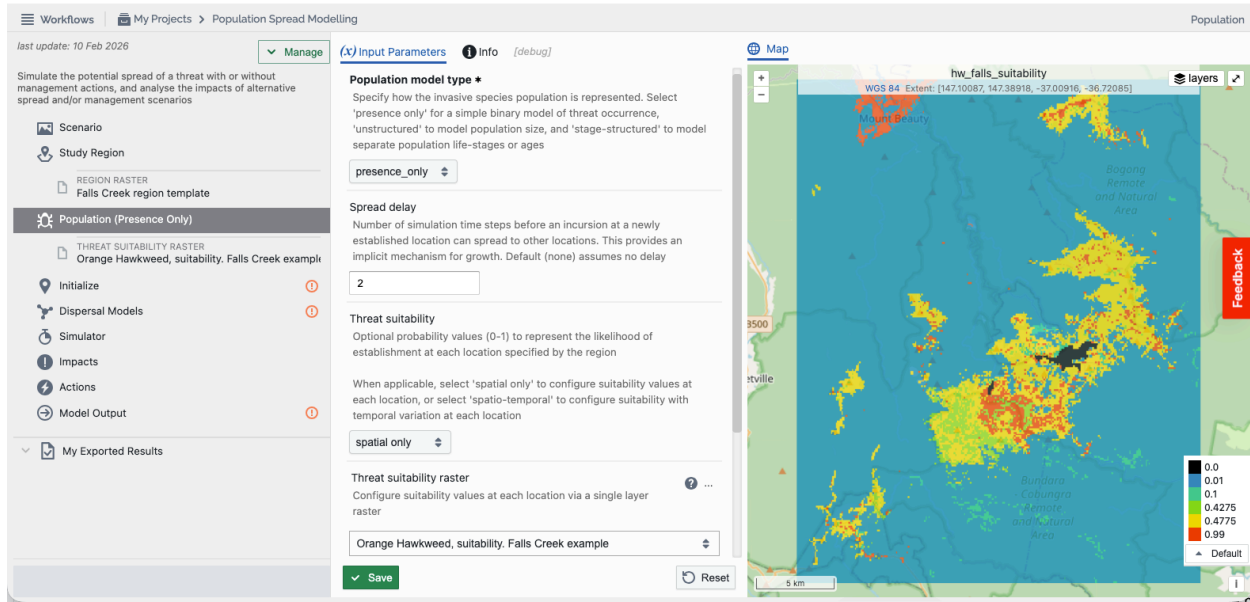 Workflows
My Projects > Population Spread Modelling
Population
last update: 10 Feb 2026
Manage
Simulate the potential spread of a threat with or without
management actions, and analyse the impacts of alternative
spread and/or management scenarios
Scenario
Study Region
REGION RASTER
Falls Creek region template
Population (Presence Only)
THREAT SUITABILITY RASTER
Orange Hawkweed, suitability. Falls Creek example
Initialize
Dispersal Models
Simulator
Impacts
Actions
Model Output
My Exported Results
(x) Input Parameters
Info
[debug]
Population model type *
Specify how the invasive species population is represented. Select
'presence only' for a simple binary model of threat occurrence,
'unstructured' to model population size, and 'stage-structured' to model
separate population life-stages or ages
presence_only
Spread delay
Number of simulation time steps before an incursion at a newly
established location can spread to other locations. This provides an
implicit mechanism for growth. Default (none) assumes no delay
2
Threat suitability
Optional probability values (0-1) to represent the likelihood of
establishment at each location specified by the region
When applicable, select 'spatial only' to configure suitability values at
each location, or select 'spatio-temporal' to configure suitability with
temporal variation at each location
spatial only
Threat suitability raster
? ...
Configure suitability values at each location via a single layer
raster
Orange Hawkweed, suitability. Falls Creek example
Save
Reset
Map
+
−
hw_falls_suitability
WGS 84 Extent: [147.10087, 147.38918, -37.00916, -36.72085]
layers
Mount Beauty
Bogong
Remote
and Natural
Area
Feedback
3500
etville
Bundara
- Cobungra
Remote
and Natural
Area
0.0
0.01
0.1
0.4275
0.4775
0.99
Default
5 km
i